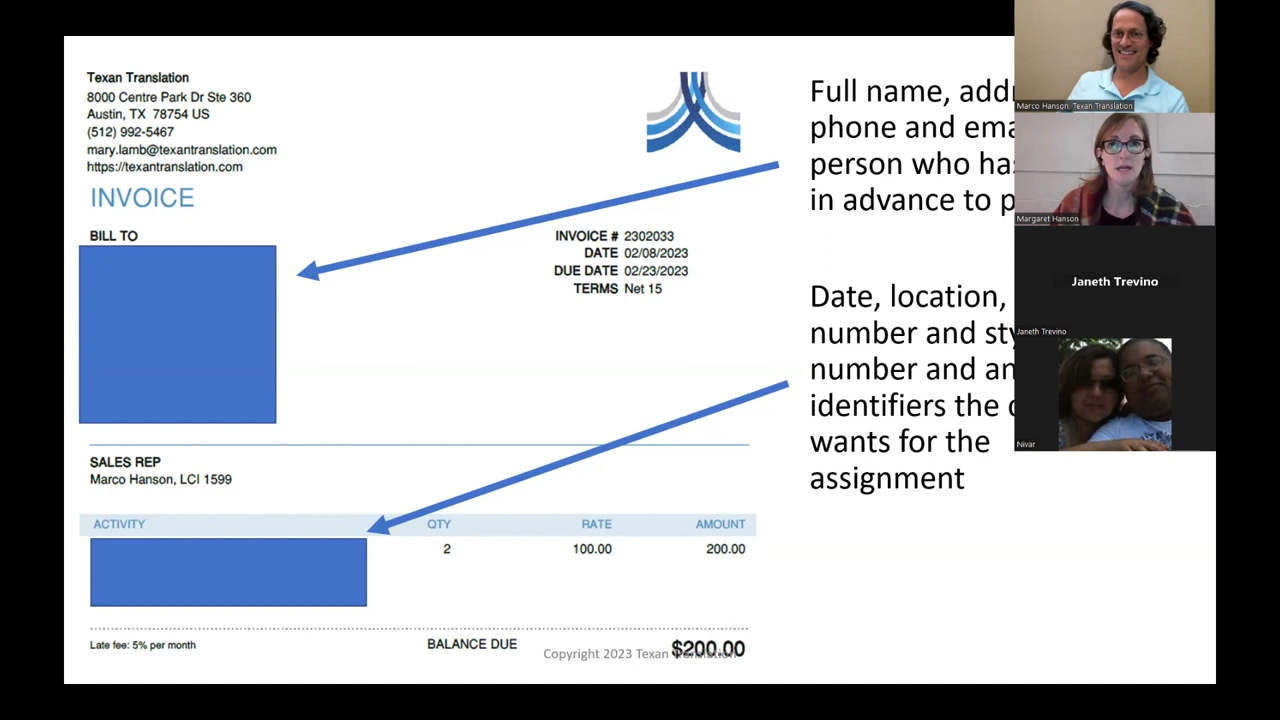 Texan Translation
8000 Centre Park Dr Ste 360
Austin, TX 78754 US
(512) 992-5467
mary.lamb@texantranslation.com
https://texantranslation.com
INVOICE
BILL TO
INVOICE # 2302033
DATE 02/08/2023
DUE DATE 02/23/2023
TERMS Net 15
SALES REP
Marco Hanson, LCI 1599
ACTIVITY QTY RATE AMOUNT
2 100.00 200.00
Late fee: 5% per month
BALANCE DUE $200.00
Copyright 2023 Texan Translation
Full name,
phone and
person who
in advance to
Date, location,
number and
number and
identifiers the
wants for the
assignment
Marco Hanson, Texan Translation
Margaret Hanson
Janeth Trevino
Janeth Trevino
Nivar